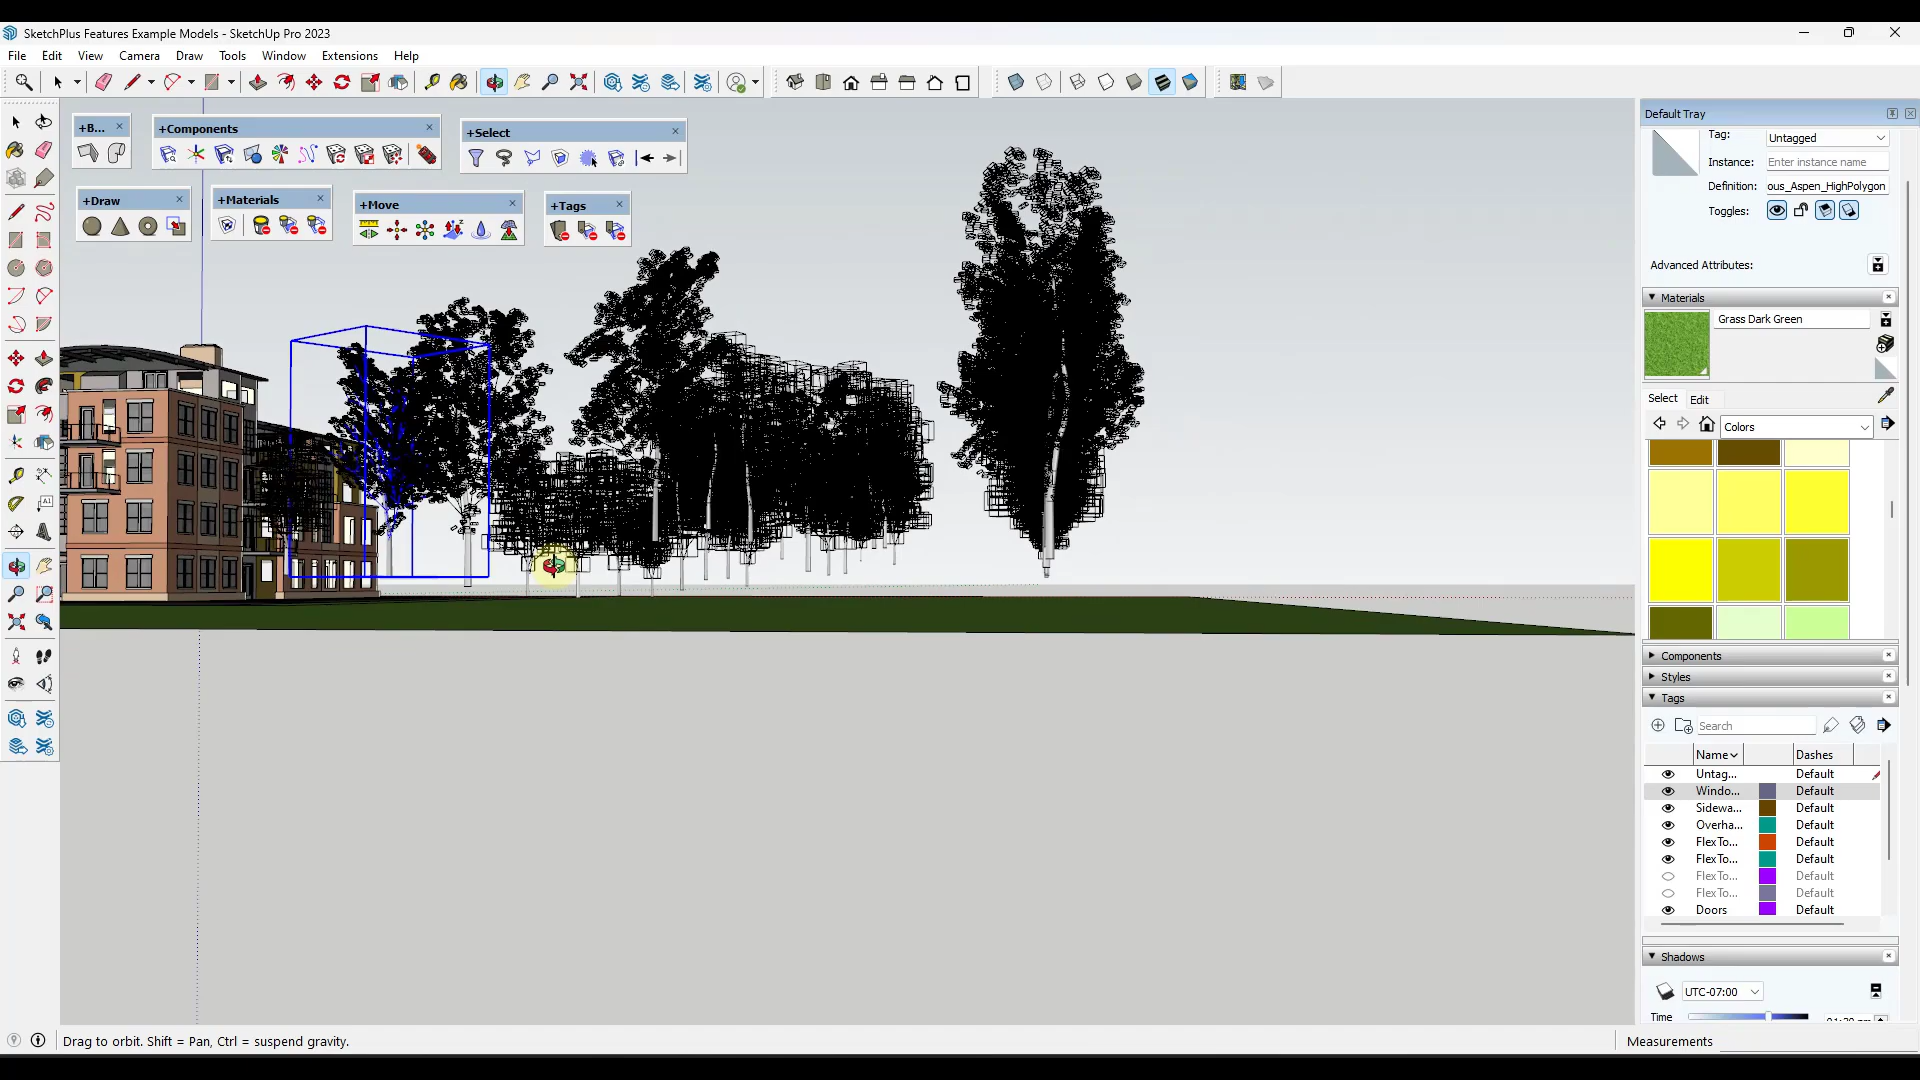 SketchPlus Features Example Models - SketchUp Pro 2023
File Edit View Camera Draw Tools Window Extensions Help
Default Tray
+B...
+Components
+Select
+Draw
+Materials
+Move
+Tags
Tag: Untagged
Instance: Enter instance name
Definition: ous_Aspen_HighPolygon
Toggles:
Advanced Attributes:
Materials
Grass Dark Green
Select Edit
Colors
Components
Styles
Tags
Search
Name Dashes
Untag... Default
Windo... Default
Sidewa... Default
Overha... Default
FlexTo... Default
FlexTo... Default
FlexTo... Default
FlexTo... Default
Doors Default
Shadows
UTC-07:00
Time
Drag to orbit. Shift = Pan, Ctrl = suspend gravity.
Measurements